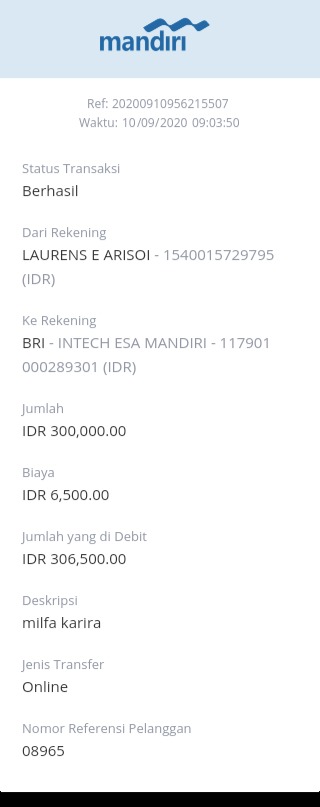 mandiri
Ref: 20200910956215507
Waktu: 10/09/2020 09:03:50
Status Transaksi
Berhasil
Dari Rekening
LAURENS E ARISOI - 1540015729795
(IDR)
Ke Rekening
BRI - INTECH ESA MANDIRI - 117901
000289301 (IDR)
Jumlah
IDR 300,000.00
Biaya
IDR 6,500.00
Jumlah yang di Debit
IDR 306,500.00
Deskripsi
milfa karira
Jenis Transfer
Online
Nomor Referensi Pelanggan
08965